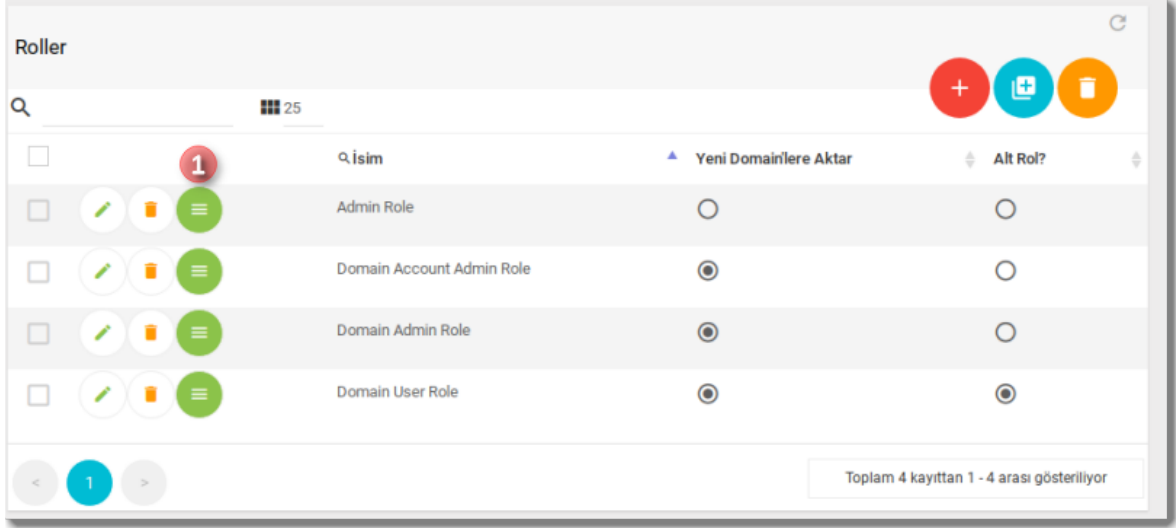 Roller
25
1
İsim Yeni Domain'lere Aktar Alt Rol?
Admin Role
Domain Account Admin Role
Domain Admin Role
Domain User Role
< 1 >
Toplam 4 kayıttan 1 - 4 arası gösteriliyor